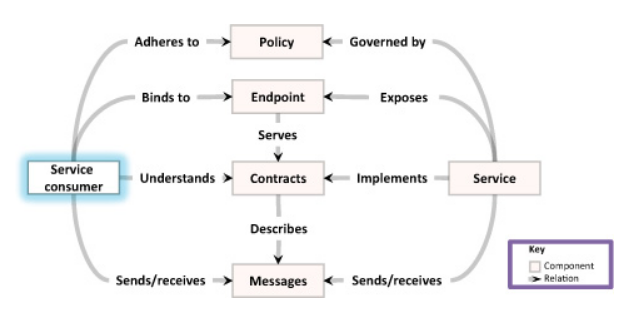 Adheres to
Policy
Governed by
Binds to
Endpoint
Exposes
Serves
Service
consumer
Understands
Contracts
Implements
Service
Describes
Sends/receives
Messages
Sends/receives
Key
Component
Relation